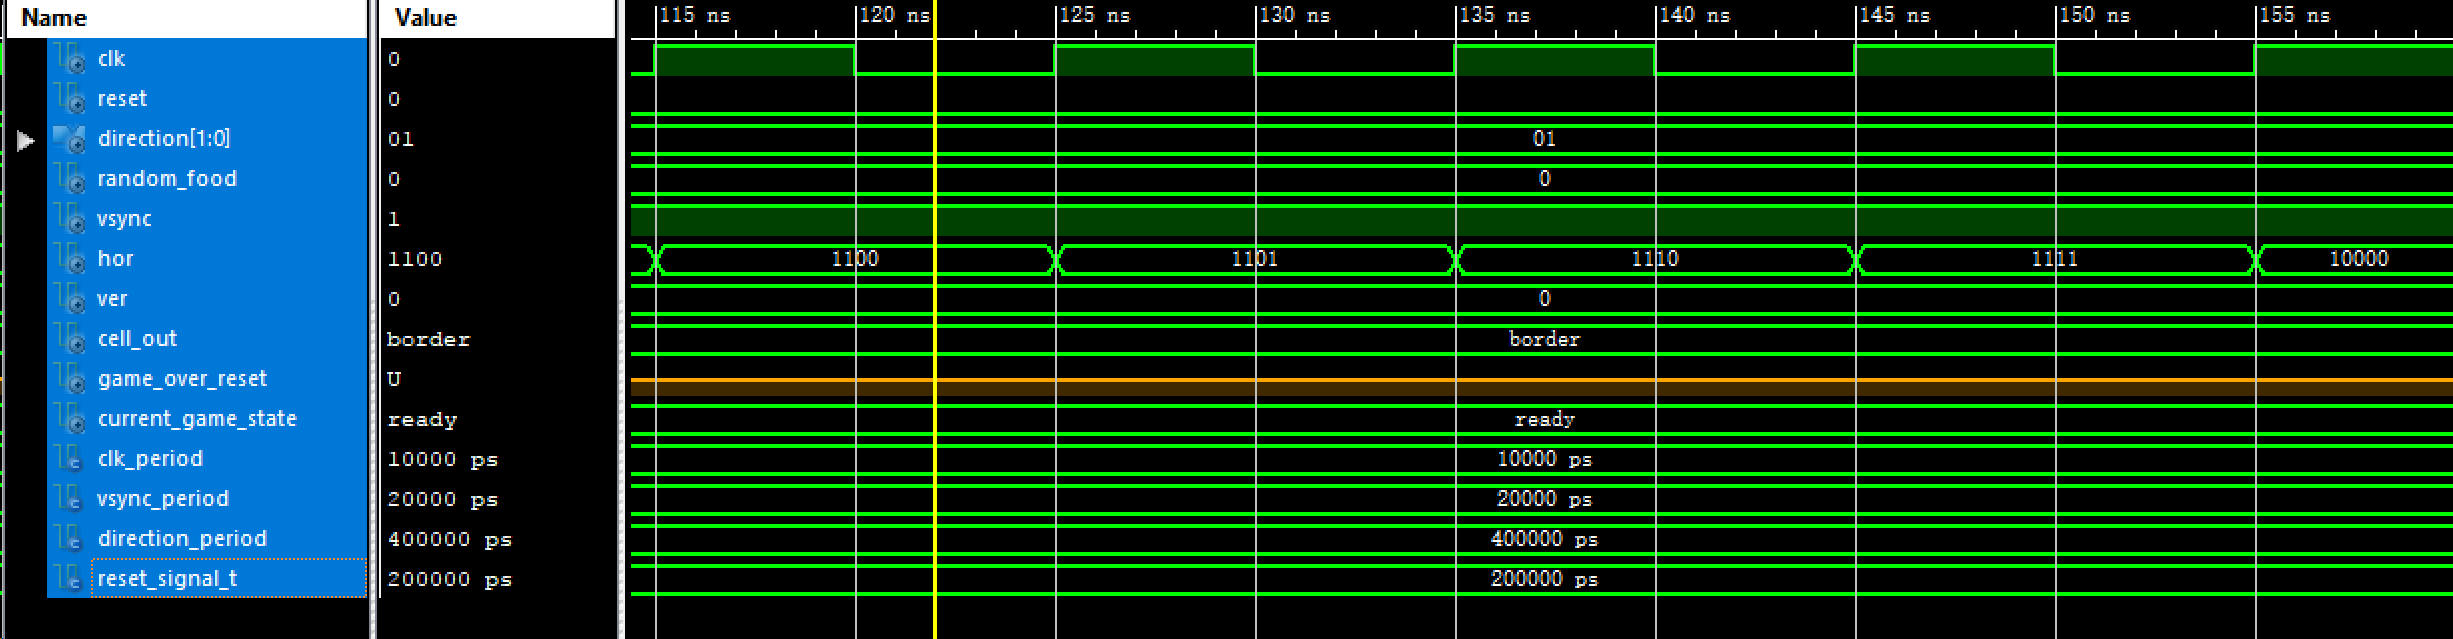 Name Value 115 ns 120 ns 125 ns 130 ns 135 ns 140 ns 145 ns 150 ns 155 ns
clk 0
reset 0
direction[1:0] 01 01
random_food 0 0
vsync 1
hor 1100 1100 1101 1110 1111 10000
ver 0 0
cell_out border border
game_over_reset U
current_game_state ready ready
clk_period 10000 ps 10000 ps
vsync_period 20000 ps 20000 ps
direction_period 400000 ps 400000 ps
reset_signal_t 200000 ps 200000 ps